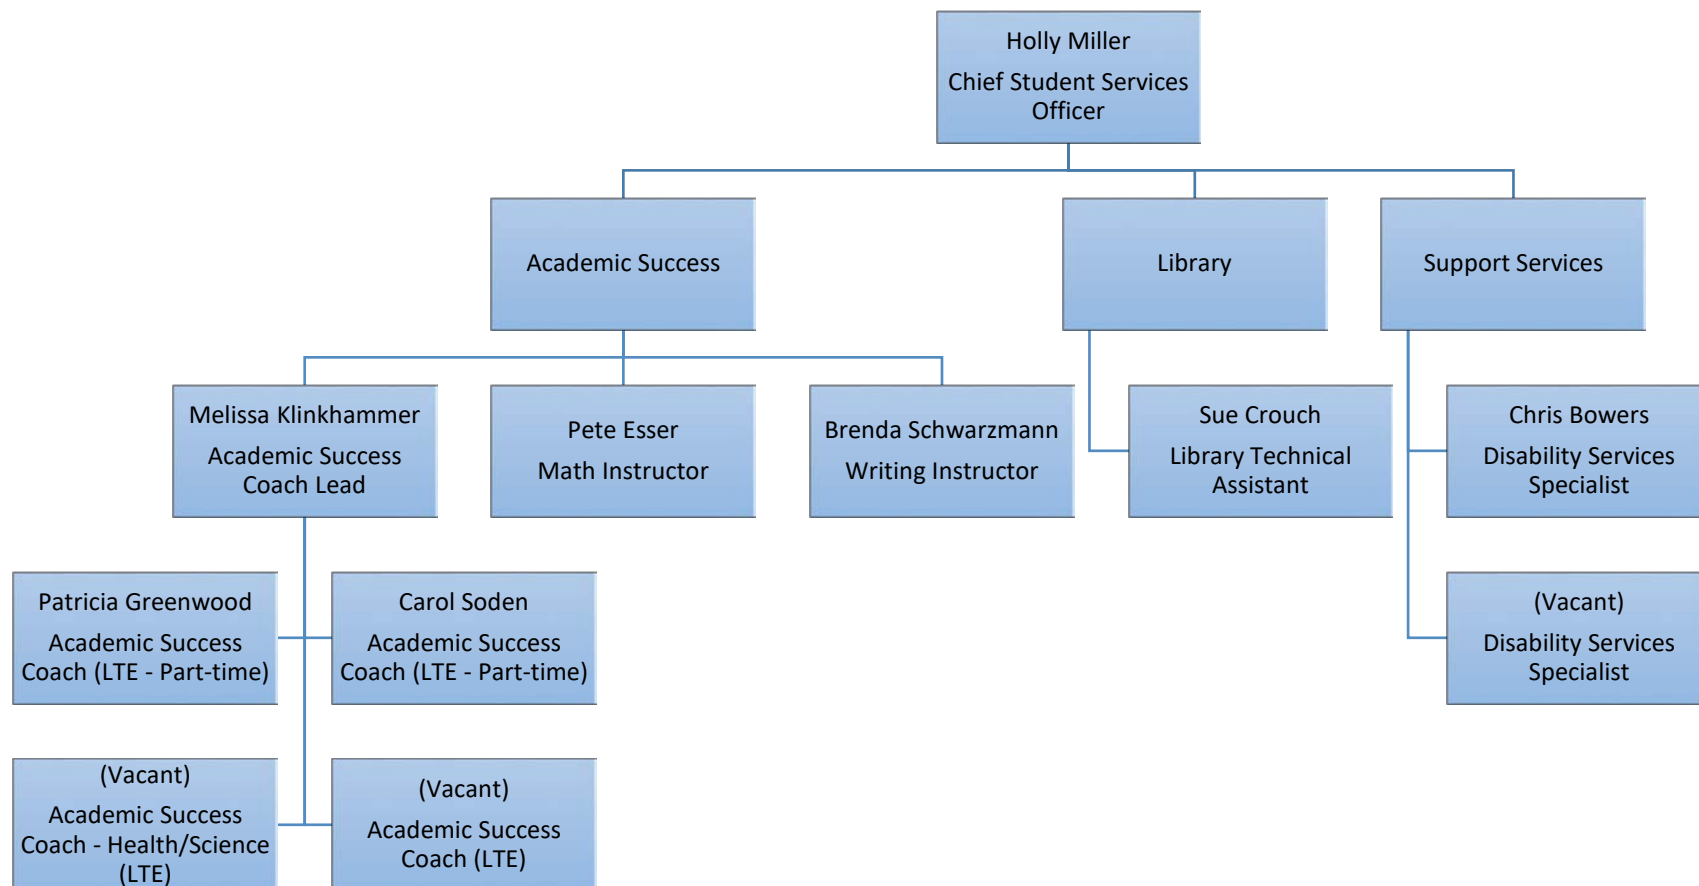 Holly Miller
Chief Student Services
Officer
Academic Success
Library
Support Services
Melissa Klinkhammer
Academic Success
Coach Lead
Pete Esser
Math Instructor
Brenda Schwarzmann
Writing Instructor
Sue Crouch
Library Technical
Assistant
Chris Bowers
Disability Services
Specialist
Patricia Greenwood
Academic Success
Coach (LTE - Part-time)
Carol Soden
Academic Success
Coach (LTE - Part-time)
(Vacant)
Disability Services
Specialist
(Vacant)
Academic Success
Coach - Health/Science
(LTE)
(Vacant)
Academic Success
Coach (LTE)